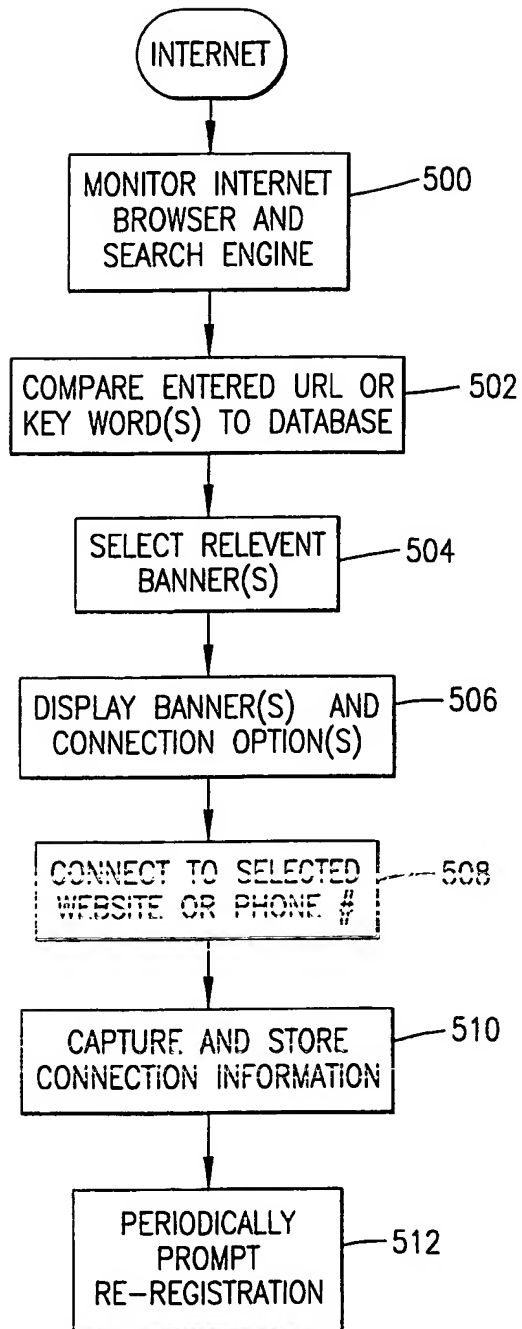 INTERNET
MONITOR INTERNET
BROWSER AND
SEARCH ENGINE
500
COMPARE ENTERED URL OR
KEY WORD(S) TO DATABASE
502
SELECT RELEVENT
BANNER(S)
504
DISPLAY BANNER(S) AND
CONNECTION OPTION(S)
506
CONNECT TO SELECTED
WEBSITE OR PHONE #
508
CAPTURE AND STORE
CONNECTION INFORMATION
510
PERIODICALLY
PROMPT
RE-REGISTRATION
512